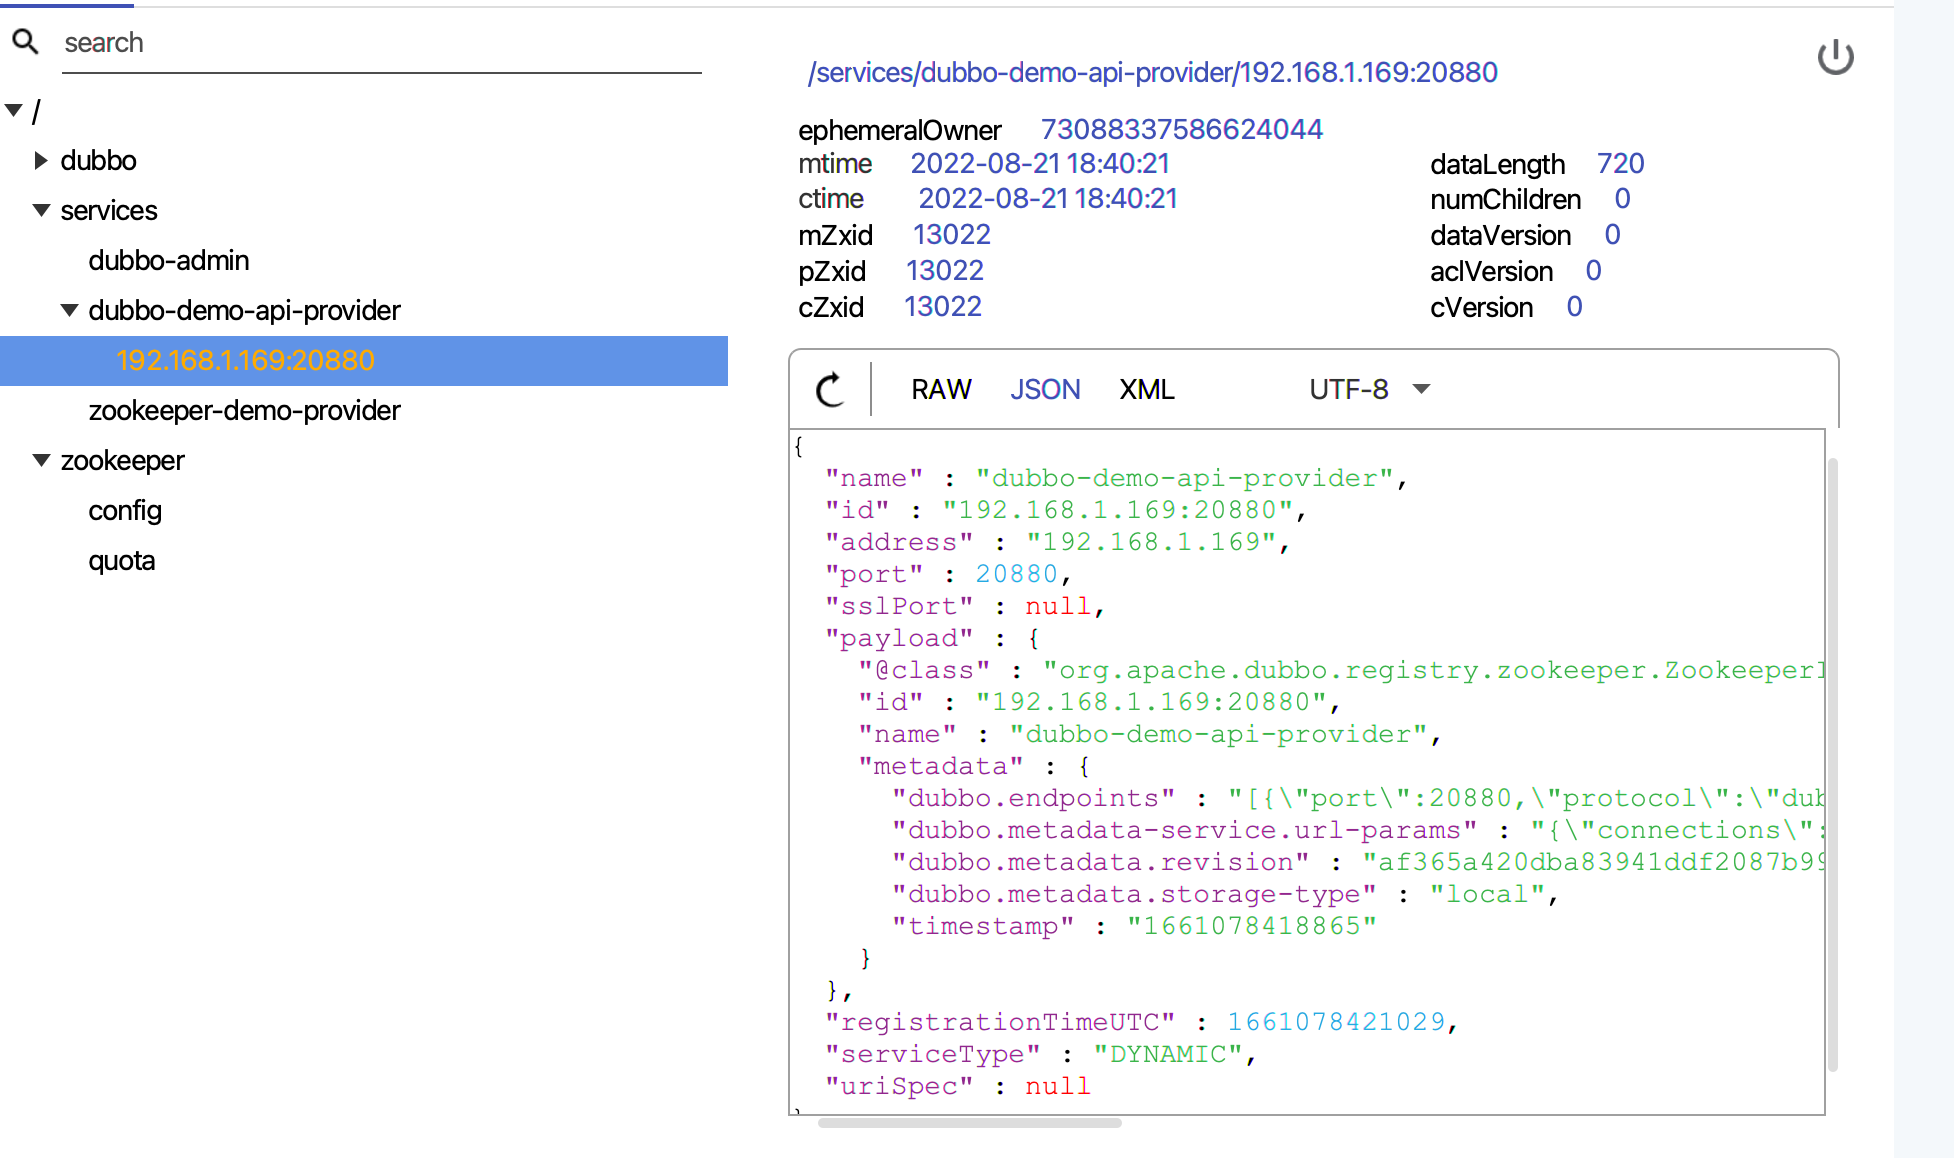 search
/
dubbo
services
dubbo-admin
dubbo-demo-api-provider
192.168.1.169:20880
zookeeper-demo-provider
zookeeper
config
quota
/services/dubbo-demo-api-provider/192.168.1.169:20880
ephemeralOwner 73088337586624044
mtime 2022-08-21 18:40:21 dataLength 720
ctime 2022-08-21 18:40:21 numChildren 0
mZxid 13022 dataVersion 0
pZxid 13022 aclVersion 0
cZxid 13022 cVersion 0
RAW JSON XML UTF-8
{
"name" : "dubbo-demo-api-provider",
"id" : "192.168.1.169:20880",
"address" : "192.168.1.169",
"port" : 20880,
"sslPort" : null,
"payload" : {
"@class" : "org.apache.dubbo.registry.zookeeper.Zookeeper
"id" : "192.168.1.169:20880",
"name" : "dubbo-demo-api-provider",
"metadata" : {
"dubbo.endpoints" : "[{\"port\":20880,\"protocol\":\"dub
"dubbo.metadata-service.url-params" : "{\"connections\":
"dubbo.metadata.revision" : "af365a420dba83941ddf2087b99
"dubbo.metadata.storage-type" : "local",
"timestamp" : "1661078418865"
}
},
"registrationTimeUTC" : 1661078421029,
"serviceType" : "DYNAMIC",
"uriSpec" : null